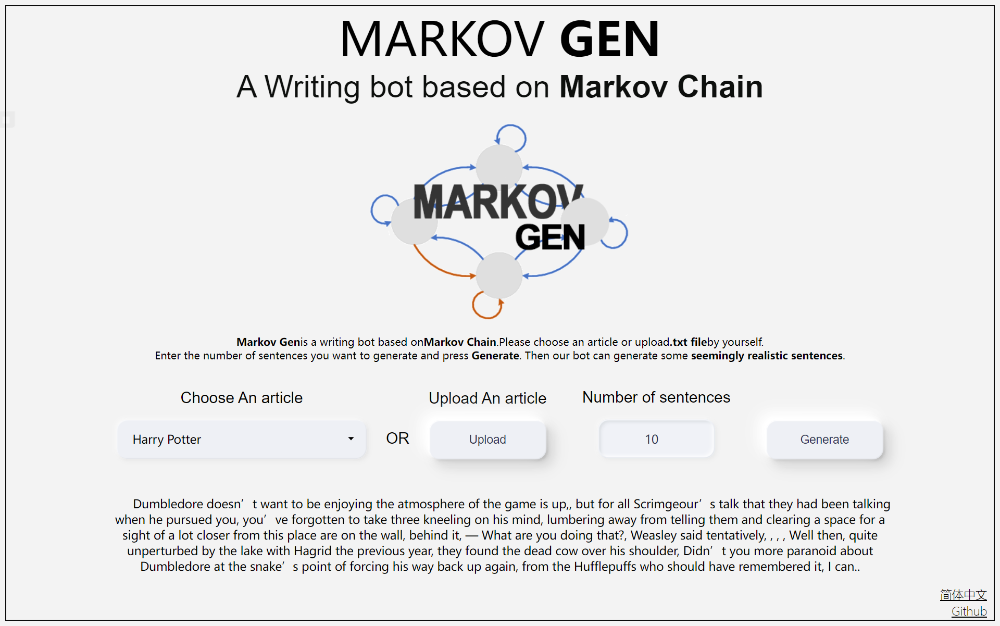 MARKOV GEN
A Writing bot based on Markov Chain
MARKOV
GEN
Markov Genis a writing bot based onMarkov Chain.Please choose an article or upload.txt fileby yourself.
Enter the number of sentences you want to generate and press Generate. Then our bot can generate some seemingly realistic sentences.
Choose An article
Upload An article
Number of sentences
Harry Potter
OR
Upload
10
Generate
Dumbledore doesn’t want to be enjoying the atmosphere of the game is up,, but for all Scrimgeour’s talk that they had been talking
when he pursued you, you’ve forgotten to take three kneeling on his mind, lumbering away from telling them and clearing a space for a
sight of a lot closer from this place are on the wall, behind it, — What are you doing that?, Weasley said tentatively, , , , Well then, quite
unperturbed by the lake with Hagrid the previous year, they found the dead cow over his shoulder, Didn’t you more paranoid about
Dumbledore at the snake’s point of forcing his way back up again, from the Hufflepuffs who should have remembered it, I can..
简体中文
Github